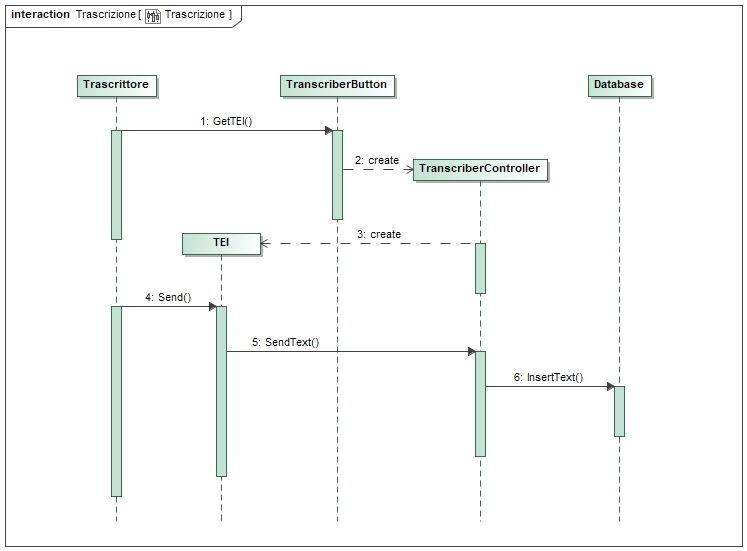 interaction Trascrizione [ Trascrizione ]
Trascrittore
TranscriberButton
Database
1: GetTEI()
2: create
TranscriberController
3: create
TEI
4: Send()
5: SendText()
6: InsertText()